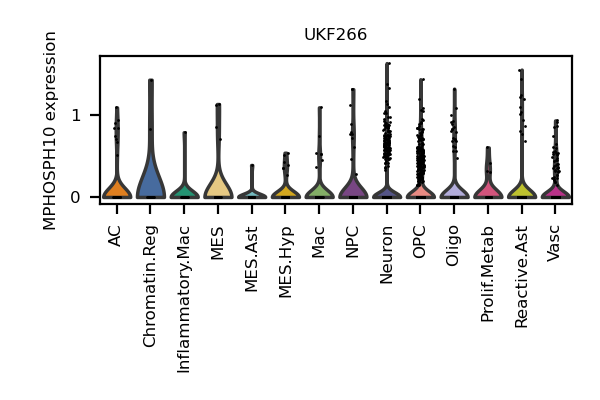 UKF266
MPHOSPH10 expression
1
0
AC
Chromatin.Reg
Inflammatory.Mac
MES
MES.Ast
MES.Hyp
Mac
NPC
Neuron
OPC
Oligo
Prolif.Metab
Reactive.Ast
Vasc